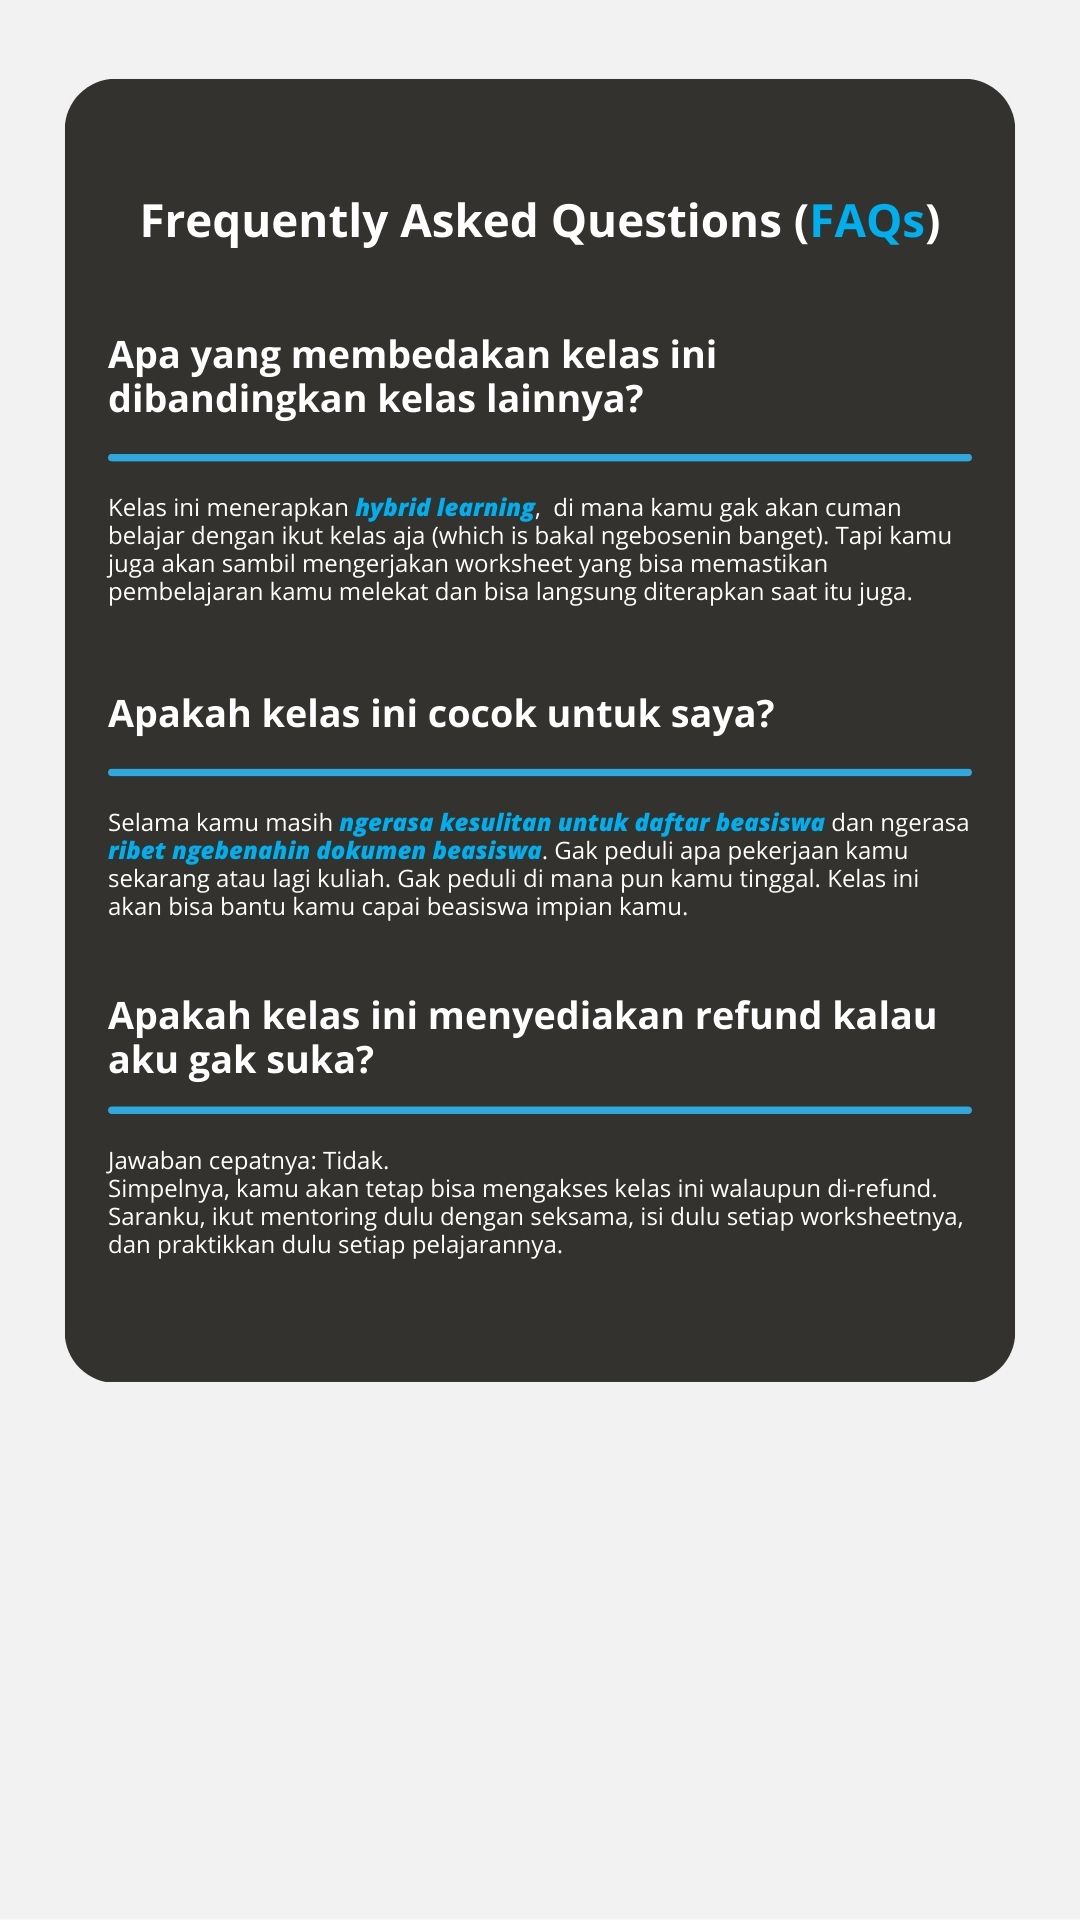 Frequently Asked Questions (FAQs)
Apa yang membedakan kelas ini
dibandingkan kelas lainnya?
Kelas ini menerapkan hybrid learning,  di mana kamu gak akan cuman
belajar dengan ikut kelas aja (which is bakal ngebosenin banget). Tapi kamu
juga akan sambil mengerjakan worksheet yang bisa memastikan
pembelajaran kamu melekat dan bisa langsung diterapkan saat itu juga.
Apakah kelas ini cocok untuk saya?
Selama kamu masih ngerasa kesulitan untuk daftar beasiswa dan ngerasa
ribet ngebenahin dokumen beasiswa. Gak peduli apa pekerjaan kamu
sekarang atau lagi kuliah. Gak peduli di mana pun kamu tinggal. Kelas ini
akan bisa bantu kamu capai beasiswa impian kamu.
Apakah kelas ini menyediakan refund kalau
aku gak suka?
Jawaban cepatnya: Tidak.
Simpelnya, kamu akan tetap bisa mengakses kelas ini walaupun di-refund.
Saranku, ikut mentoring dulu dengan seksama, isi dulu setiap worksheetnya,
dan praktikkan dulu setiap pelajarannya.